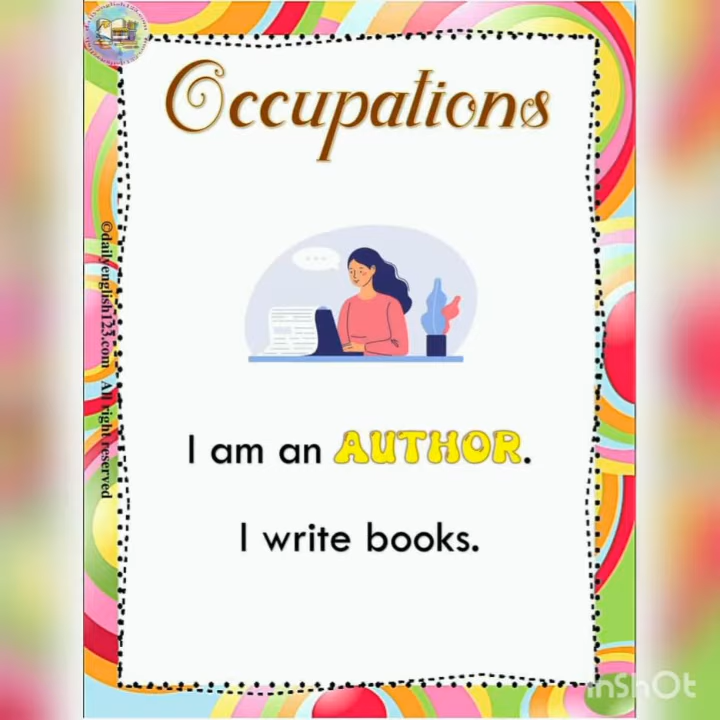 Occupations
I am an AUTHOR.
I write books.
©dailyenglish123.com All right reserved
InShOt